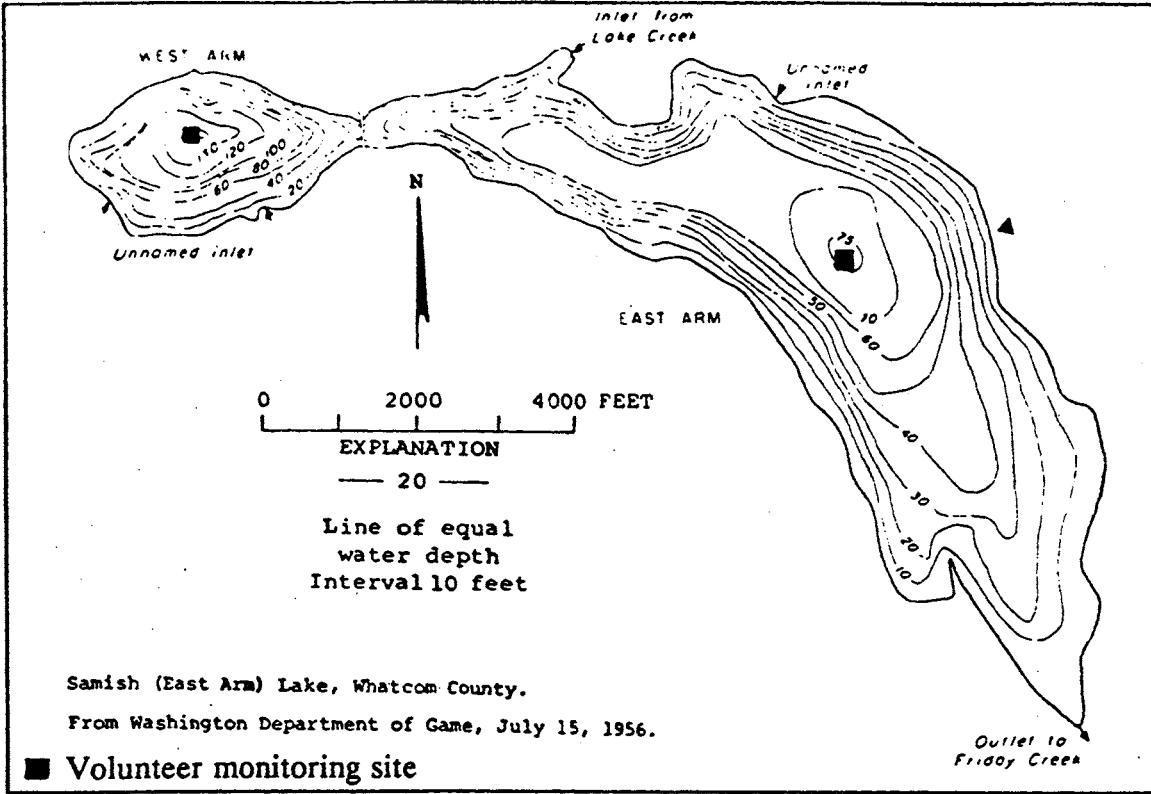 Inlet from
Lake Creek
WEST ARM
Unnamed
inlet
120
100
80
60
40
20
Unnamed inlet
N
75
70
60
50
EAST ARM
0 2000 4000 FEET
EXPLANATION
20
Line of equal
water depth
Interval 10 feet
40
30
20
10
Samish (East Arm) Lake, Whatcom County.
From Washington Department of Game, July 15, 1956.
Outlet to
Friday Creek
Volunteer monitoring site